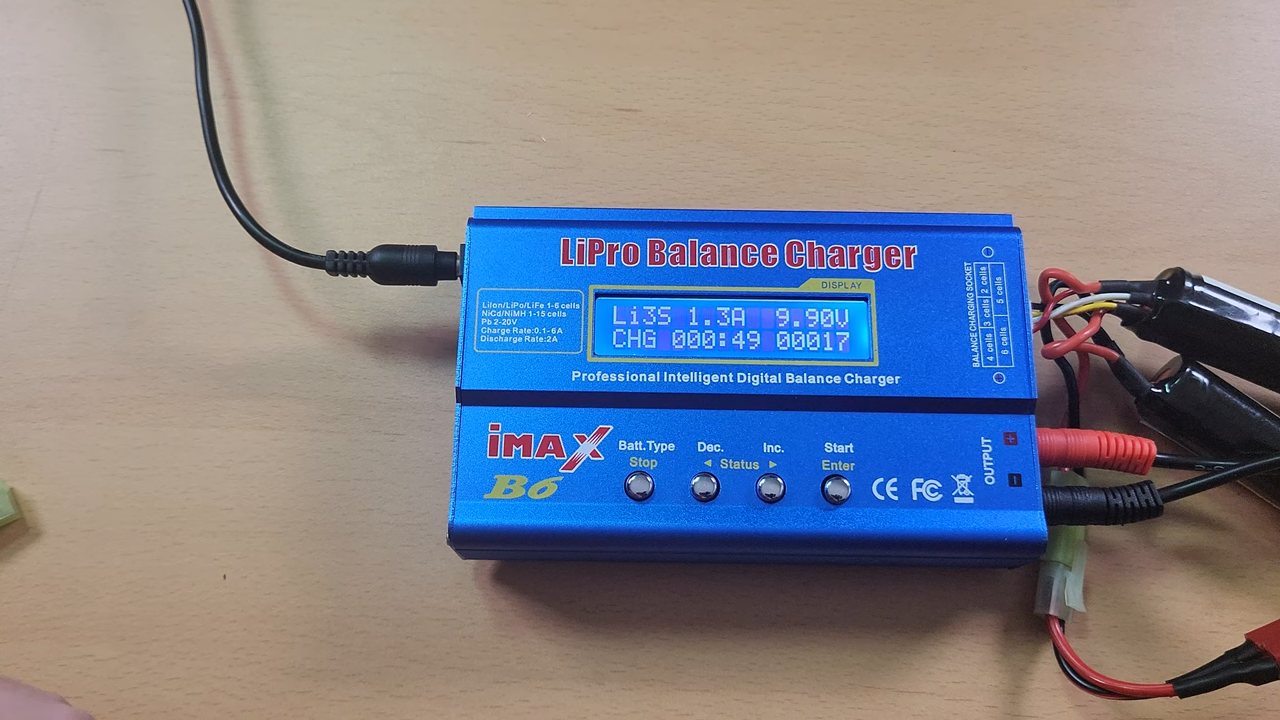 LiPro Balance Charger
DISPLAY
LiIon/LiPo/LiFe 1-6 cells
NiCd/NiMH 1-15 cells
Pb 2-20V
Charge Rate:0.1-6A
Discharge Rate:2A
Li3S 1.3A 9.90V
CHG 000:49 00017
BALANCE CHARGING SOCKET
2 cells
3 cells
4 cells
5 cells
6 cells
Professional Intelligent Digital Balance Charger
iMAX
B6
Batt.Type
Stop
Dec.
Inc.
◄ Status ►
Start
Enter
CE FC
OUTPUT
+
-